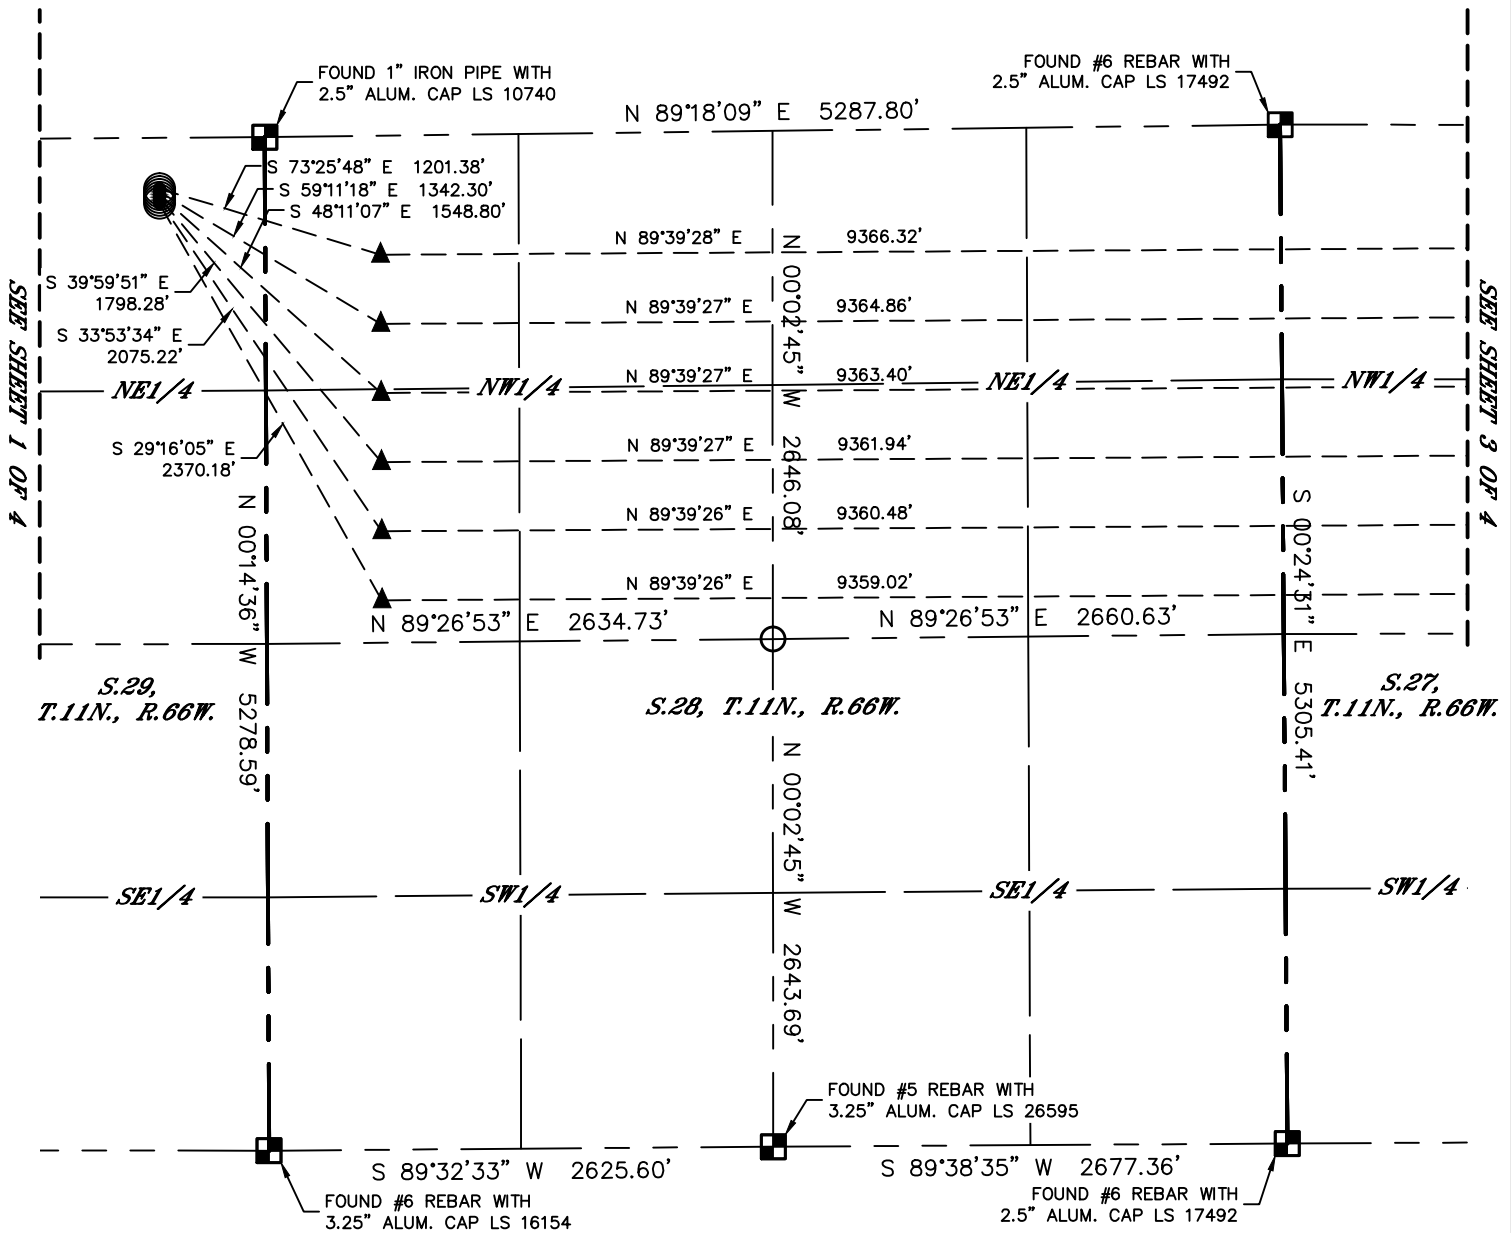 FOUND 1" IRON PIPE WITH
2.5" ALUM. CAP LS 10740
FOUND #6 REBAR WITH
2.5" ALUM. CAP LS 17492
N 89°18'09" E 5287.80'
S 73°25'48" E 1201.38'
S 59°11'18" E 1342.30'
S 48°11'07" E 1548.80'
S 39°59'51" E
1798.28'
S 33°53'34" E
2075.22'
S 29°16'05" E
2370.18'
N 89°39'28" E 9366.32'
N 89°39'27" E 9364.86'
N 89°39'27" E 9363.40'
N 89°39'27" E 9361.94'
N 89°39'26" E 9360.48'
N 89°39'26" E 9359.02'
N 00°02'45" W 2646.08'
SEE SHEET 1 OF 4
SEE SHEET 3 OF 4
NE1/4
NW1/4
NE1/4
NW1/4
N 00°14'36" W 5278.59'
S 00°24'31" E 5305.41'
N 89°26'53" E 2634.73'
N 89°26'53" E 2660.63'
S.29,
T.11N., R.66W.
S.28, T.11N., R.66W.
S.27,
T.11N., R.66W.
N 00°02'45" W 2643.69'
SE1/4
SW1/4
SE1/4
SW1/4
FOUND #5 REBAR WITH
3.25" ALUM. CAP LS 26595
S 89°32'33" W 2625.60'
S 89°38'35" W 2677.36'
FOUND #6 REBAR WITH
3.25" ALUM. CAP LS 16154
FOUND #6 REBAR WITH
2.5" ALUM. CAP LS 17492